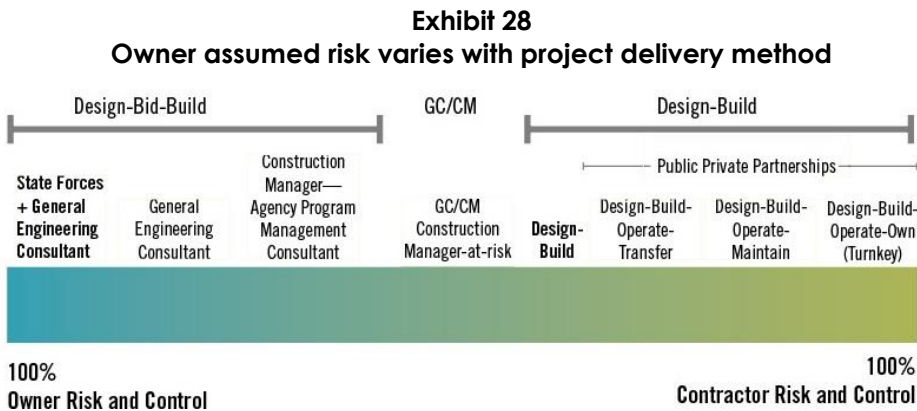 Exhibit 28
Owner assumed risk varies with project delivery method
Design-Bid-Build
GC/CM
Design-Build
Public Private Partnerships
State Forces
+ General
Engineering
Consultant
General
Engineering
Consultant
Construction
Manager—
Agency Program
Management
Consultant
GC/CM
Construction
Manager-at-risk
Design-
Build
Design-Build-
Operate-
Transfer
Design-Build-
Operate-
Maintain
Design-Build-
Operate-Own
(Turnkey)
100%
Owner Risk and Control
100%
Contractor Risk and Control